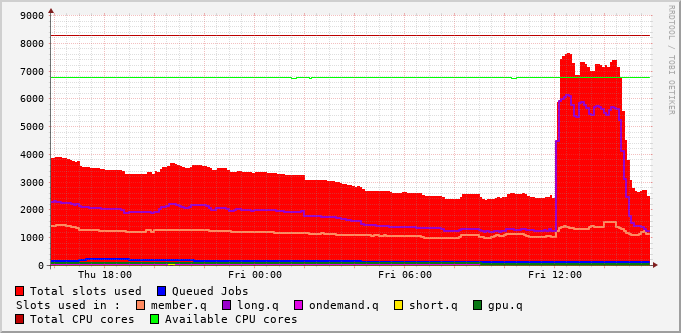 9000
8000
7000
6000
5000
4000
3000
2000
1000
0
Thu 18:00 Fri 00:00 Fri 06:00 Fri 12:00
RRDTOOL / TOBI OETIKER
Total slots used Queued Jobs
Slots used in : member.q long.q ondemand.q short.q gpu.q
Total CPU cores Available CPU cores